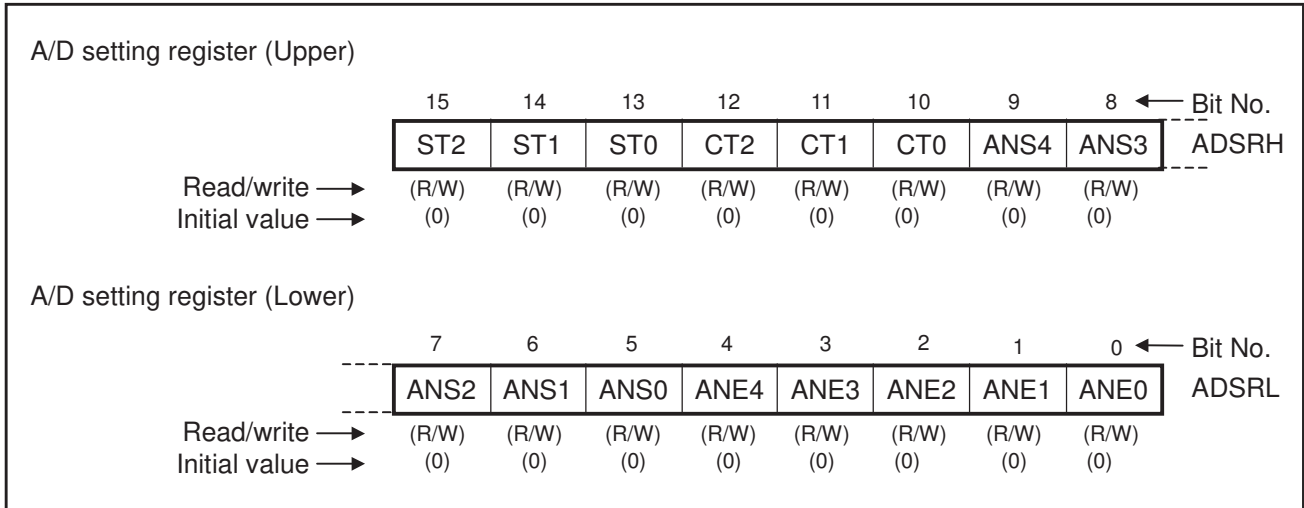 A/D setting register (Upper)
15 14 13 12 11 10 9 8 Bit No.
ST2 ST1 ST0 CT2 CT1 CT0 ANS4 ANS3 ADSRH
Read/write (R/W) (R/W) (R/W) (R/W) (R/W) (R/W) (R/W) (R/W)
Initial value (0) (0) (0) (0) (0) (0) (0) (0)
A/D setting register (Lower)
7 6 5 4 3 2 1 0 Bit No.
ANS2 ANS1 ANS0 ANE4 ANE3 ANE2 ANE1 ANE0 ADSRL
Read/write (R/W) (R/W) (R/W) (R/W) (R/W) (R/W) (R/W) (R/W)
Initial value (0) (0) (0) (0) (0) (0) (0) (0)